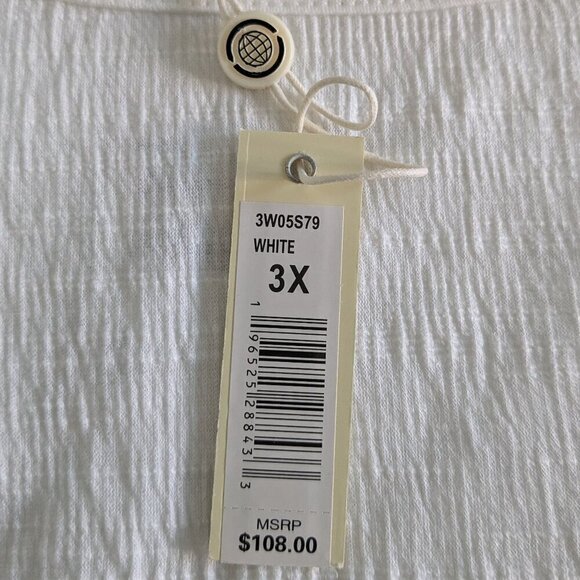 3W05S79
WHITE
3X
1 96525 28843 3
MSRP
$108.00